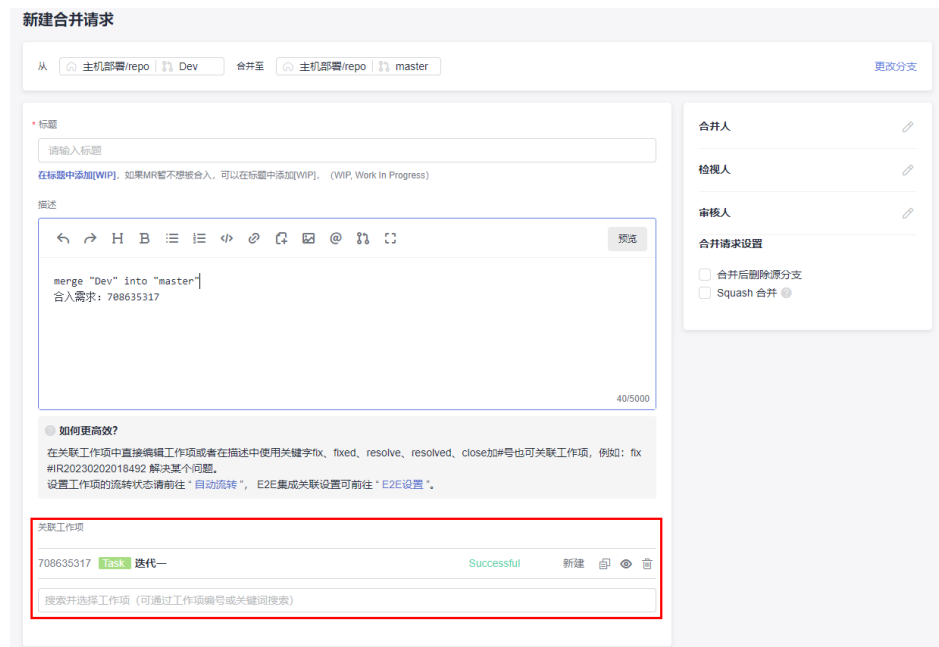 新建合并请求
从 主机部署/repo Dev 合并至 主机部署/repo master 更改分支
* 标题
请输入标题
在标题中添加[WIP]，如果MR暂不想被合入，可以在标题中添加[WIP]。 (WIP, Work In Progress)
描述
H B </> @ 预览
merge "Dev" into "master"
合入需求：708635317
40/5000
如何更高效?
在关联工作项中直接编辑工作项或者在描述中使用关键字fix、fixed、resolve、resolved、close加#号也可关联工作项，例如：fix
#IR20230202018492 解决某个问题。
设置工作项的流转状态请前往 “ 自动流转 ”， E2E集成关联设置可前往 “ E2E设置 ”。
关联工作项
708635317 Task 迭代一 Successful 新建
搜索并选择工作项（可通过工作项编号或关键词搜索）
合并人
检视人
审核人
合并请求设置
合并后删除源分支
Squash 合并